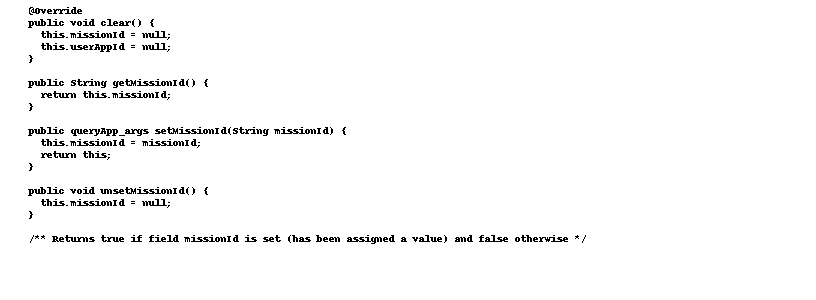 @Override
public void clear() {
this.missionId = null;
this.userAppId = null;
}
public String getMissionId() {
return this.missionId;
}
public queryApp_args setMissionId(String missionId) {
this.missionId = missionId;
return this;
}
public void unsetMissionId() {
this.missionId = null;
}
/** Returns true if field missionId is set (has been assigned a value) and false otherwise */